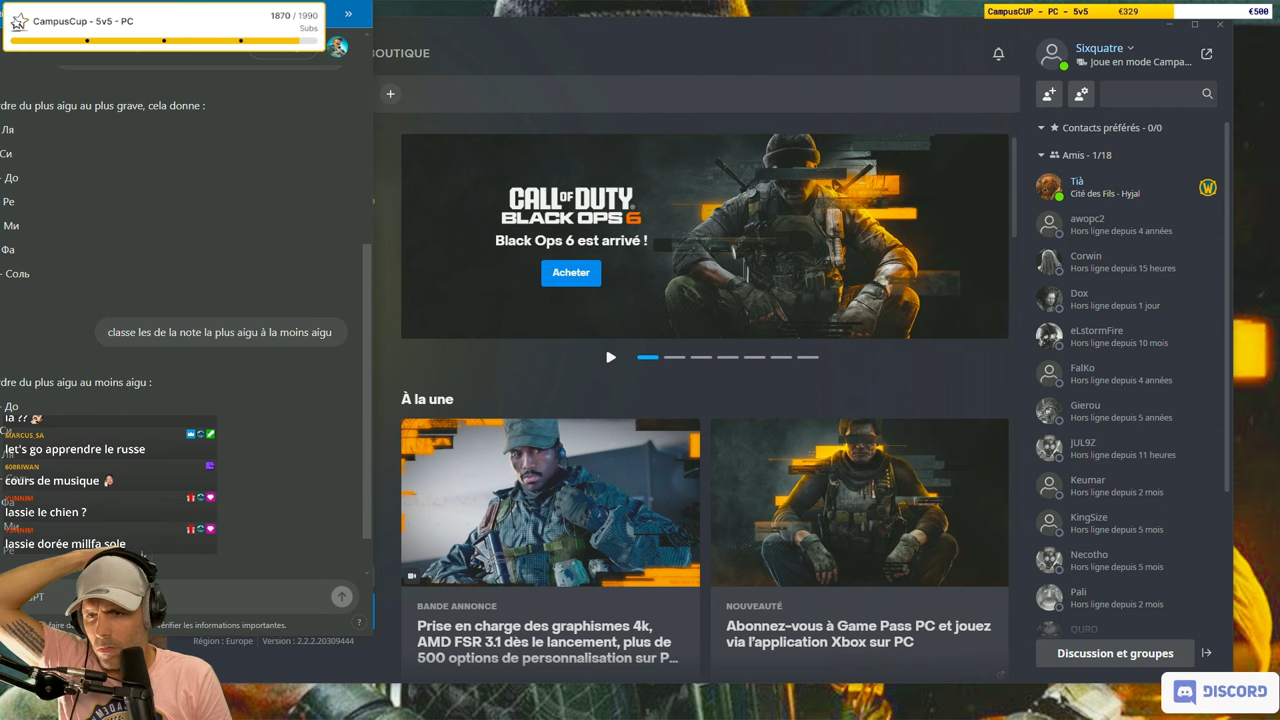 CampusCup - 5v5 - PC
1870 / 1990
Subs
»
CampusCUP - PC - 5v5 €329 €500
OUTIQUE
rdre du plus aigu au plus grave, cela donne :
Ля
Си
- До
Ре
Ми
Фа
- Соль
classe les de la note la plus aigu à la moins aigu
rdre du plus aigu au moins aigu :
- До
la ??
MARCUS_SA
let's go apprendre le russe
608RIWAN
cours de musique
lassie le chien ?
lassie dorée millfa sole
Ре
PT
vérifier les informations importantes.
?
Région : Europe | Version : 2.2.2.20309444
CALL OF DUTY
BLACK OPS 6
Black Ops 6 est arrivé !
Acheter
À la une
BANDE ANNONCE
Prise en charge des graphismes 4k,
AMD FSR 3.1 dès le lancement, plus de
500 options de personnalisation sur P...
NOUVEAUTÉ
Abonnez-vous à Game Pass PC et jouez
via l'application Xbox sur PC
Sixquatre
Joue en mode Campa...
Contacts préférés - 0/0
Amis - 1/18
Tià
Cité des Fils - Hyjal
awopc2
Hors ligne depuis 4 années
Corwin
Hors ligne depuis 15 heures
Dox
Hors ligne depuis 1 jour
eLstormFire
Hors ligne depuis 10 mois
FalKo
Hors ligne depuis 4 années
Gierou
Hors ligne depuis 5 années
JUL9Z
Hors ligne depuis 11 heures
Keumar
Hors ligne depuis 2 mois
KingSize
Hors ligne depuis 5 mois
Necotho
Hors ligne depuis 5 mois
Pali
Hors ligne depuis 2 mois
Discussion et groupes
DISCORD